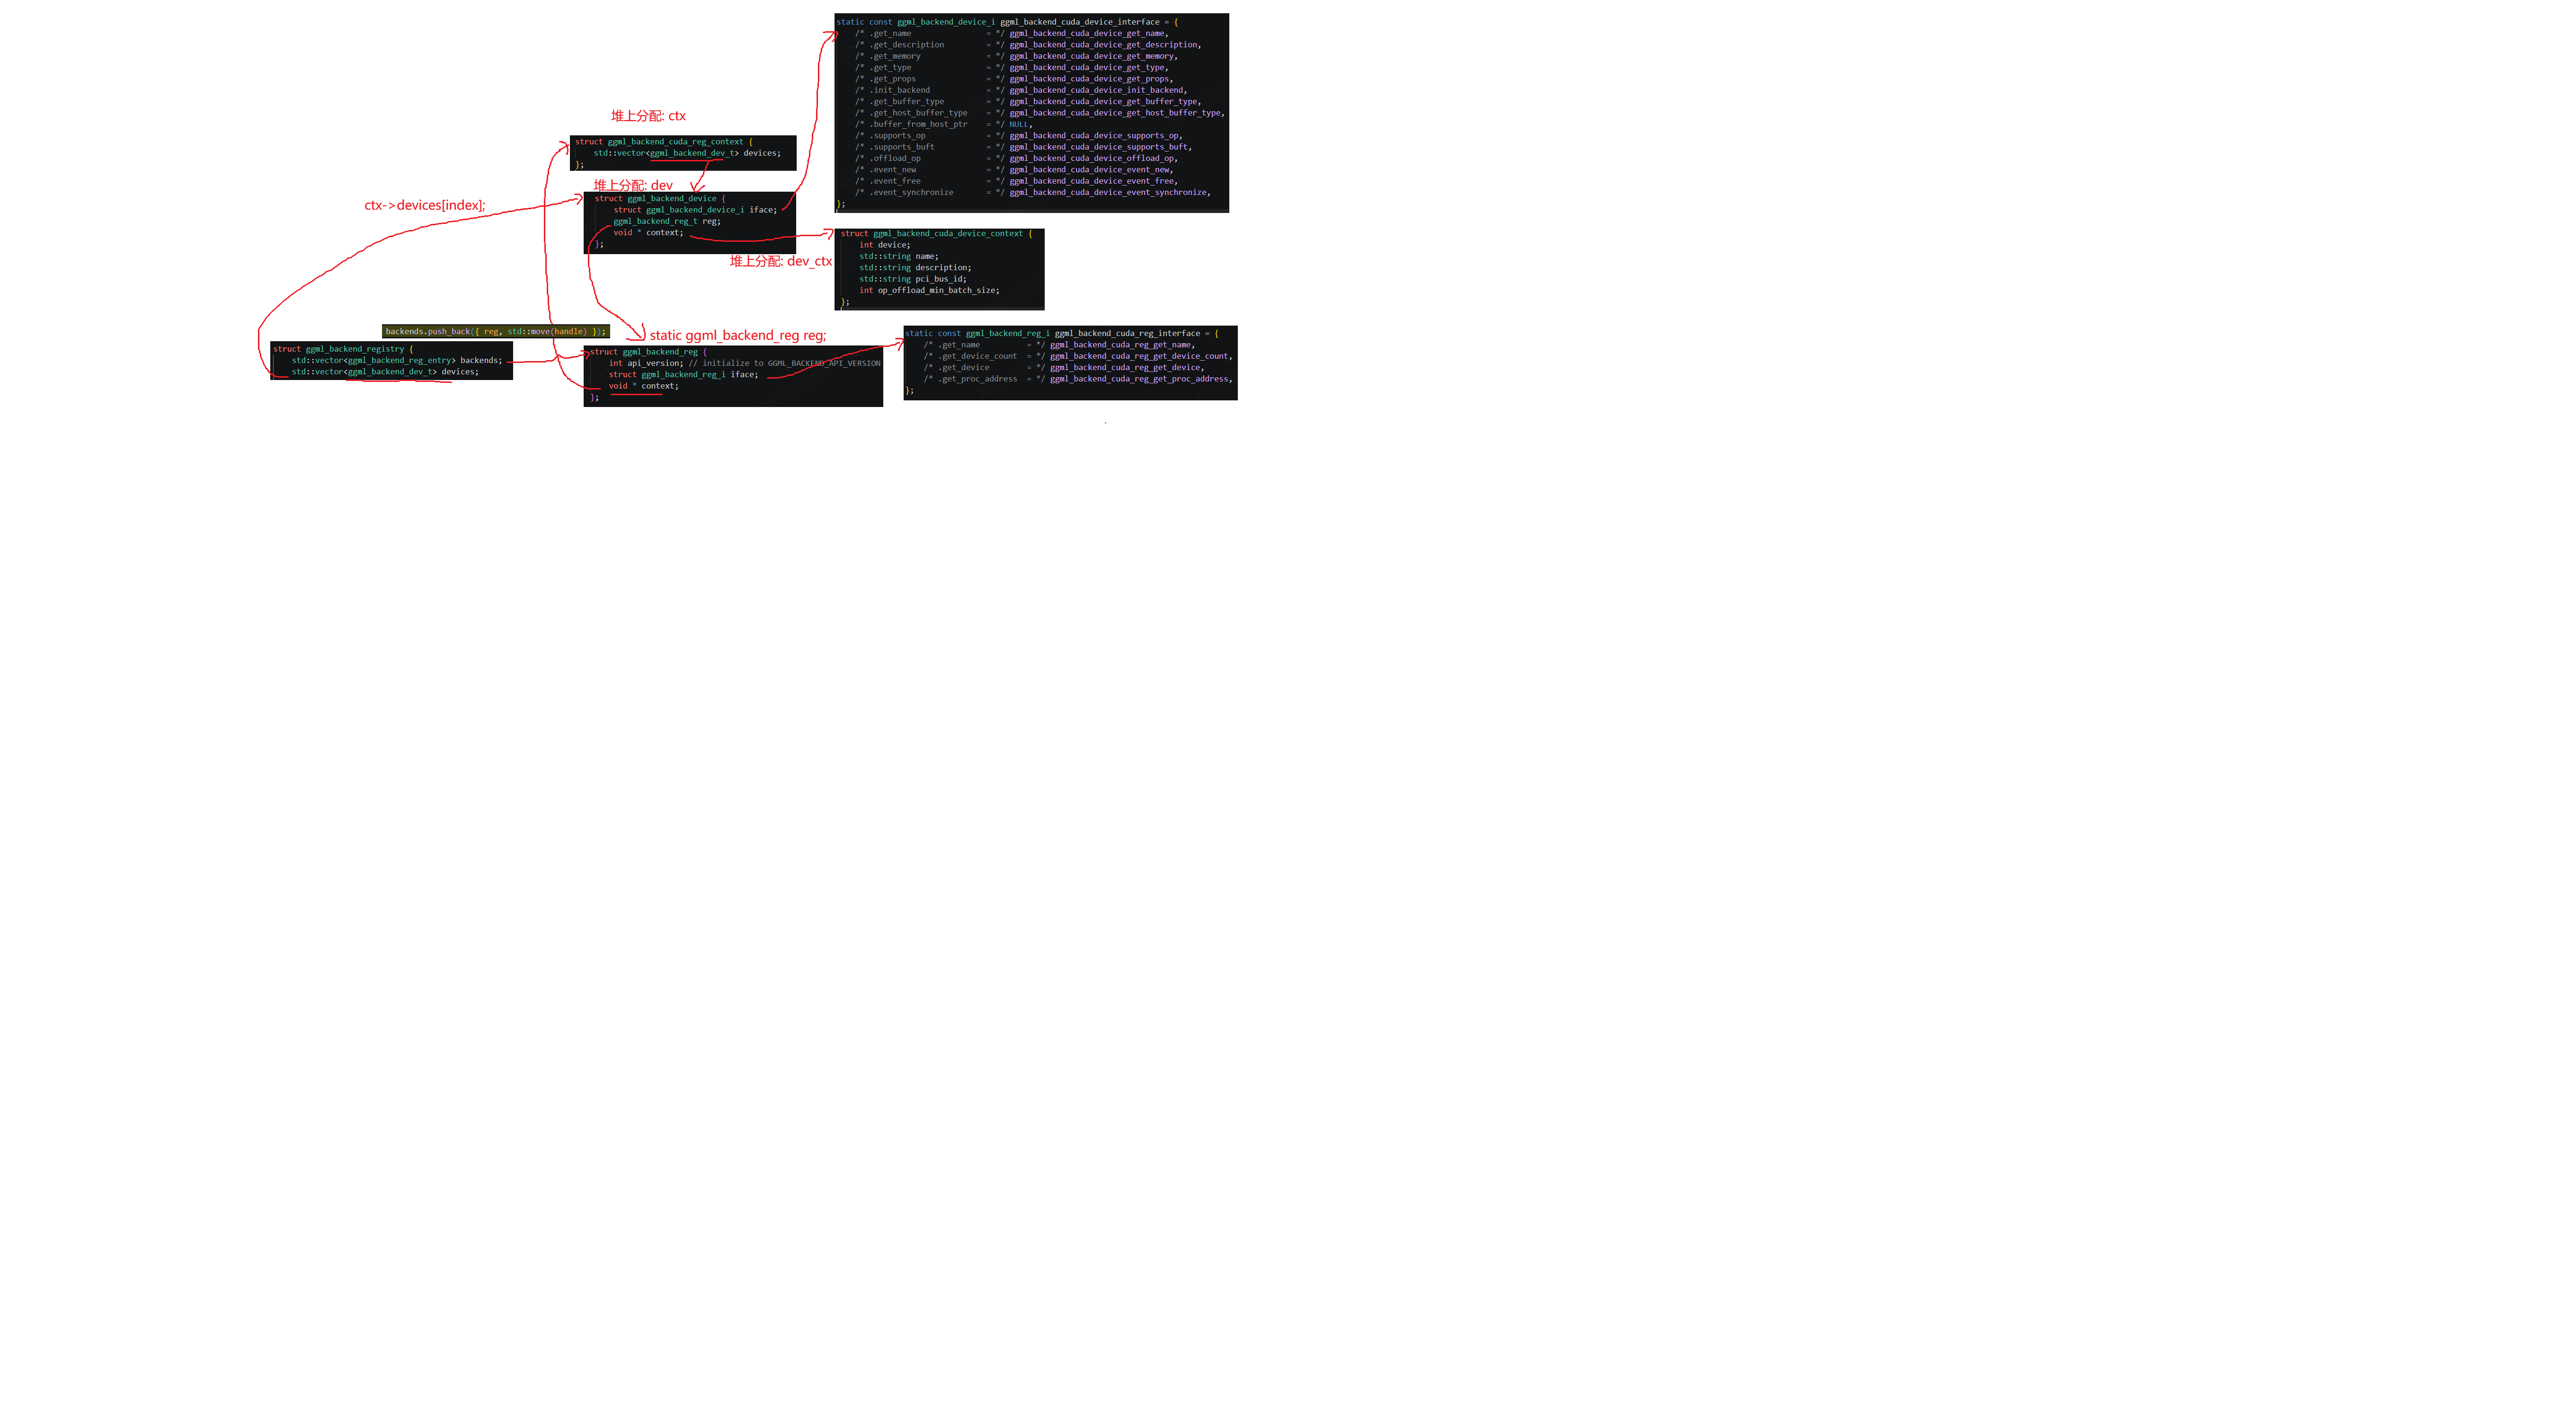 static const ggml_backend_device_i ggml_backend_cuda_device_interface = {
/* .get_name = */ ggml_backend_cuda_device_get_name,
/* .get_description = */ ggml_backend_cuda_device_get_description,
/* .get_memory = */ ggml_backend_cuda_device_get_memory,
/* .get_type = */ ggml_backend_cuda_device_get_type,
/* .get_props = */ ggml_backend_cuda_device_get_props,
/* .init_backend = */ ggml_backend_cuda_device_init_backend,
/* .get_buffer_type = */ ggml_backend_cuda_device_get_buffer_type,
/* .get_host_buffer_type = */ ggml_backend_cuda_device_get_host_buffer_type,
/* .buffer_from_host_ptr = */ NULL,
/* .supports_op = */ ggml_backend_cuda_device_supports_op,
/* .supports_buft = */ ggml_backend_cuda_device_supports_buft,
/* .offload_op = */ ggml_backend_cuda_device_offload_op,
/* .event_new = */ ggml_backend_cuda_device_event_new,
/* .event_free = */ ggml_backend_cuda_device_event_free,
/* .event_synchronize = */ ggml_backend_cuda_device_event_synchronize,
};
堆上分配: ctx
struct ggml_backend_cuda_reg_context {
std::vector<ggml_backend_dev_t> devices;
};
堆上分配: dev
struct ggml_backend_device {
struct ggml_backend_device_i iface;
ggml_backend_reg_t reg;
void * context;
};
ctx->devices[index];
堆上分配: dev_ctx
struct ggml_backend_cuda_device_context {
int device;
std::string name;
std::string description;
std::string pci_bus_id;
int op_offload_min_batch_size;
};
backends.push_back({ reg, std::move(handle) });
struct ggml_backend_registry {
std::vector<ggml_backend_reg_entry> backends;
std::vector<ggml_backend_dev_t> devices;
static ggml_backend_reg reg;
struct ggml_backend_reg {
int api_version; // initialize to GGML_BACKEND_API_VERSION
struct ggml_backend_reg_i iface;
void * context;
};
static const ggml_backend_reg_i ggml_backend_cuda_reg_interface = {
/* .get_name = */ ggml_backend_cuda_reg_get_name,
/* .get_device_count = */ ggml_backend_cuda_reg_get_device_count,
/* .get_device = */ ggml_backend_cuda_reg_get_device,
/* .get_proc_address = */ ggml_backend_cuda_reg_get_proc_address,
};